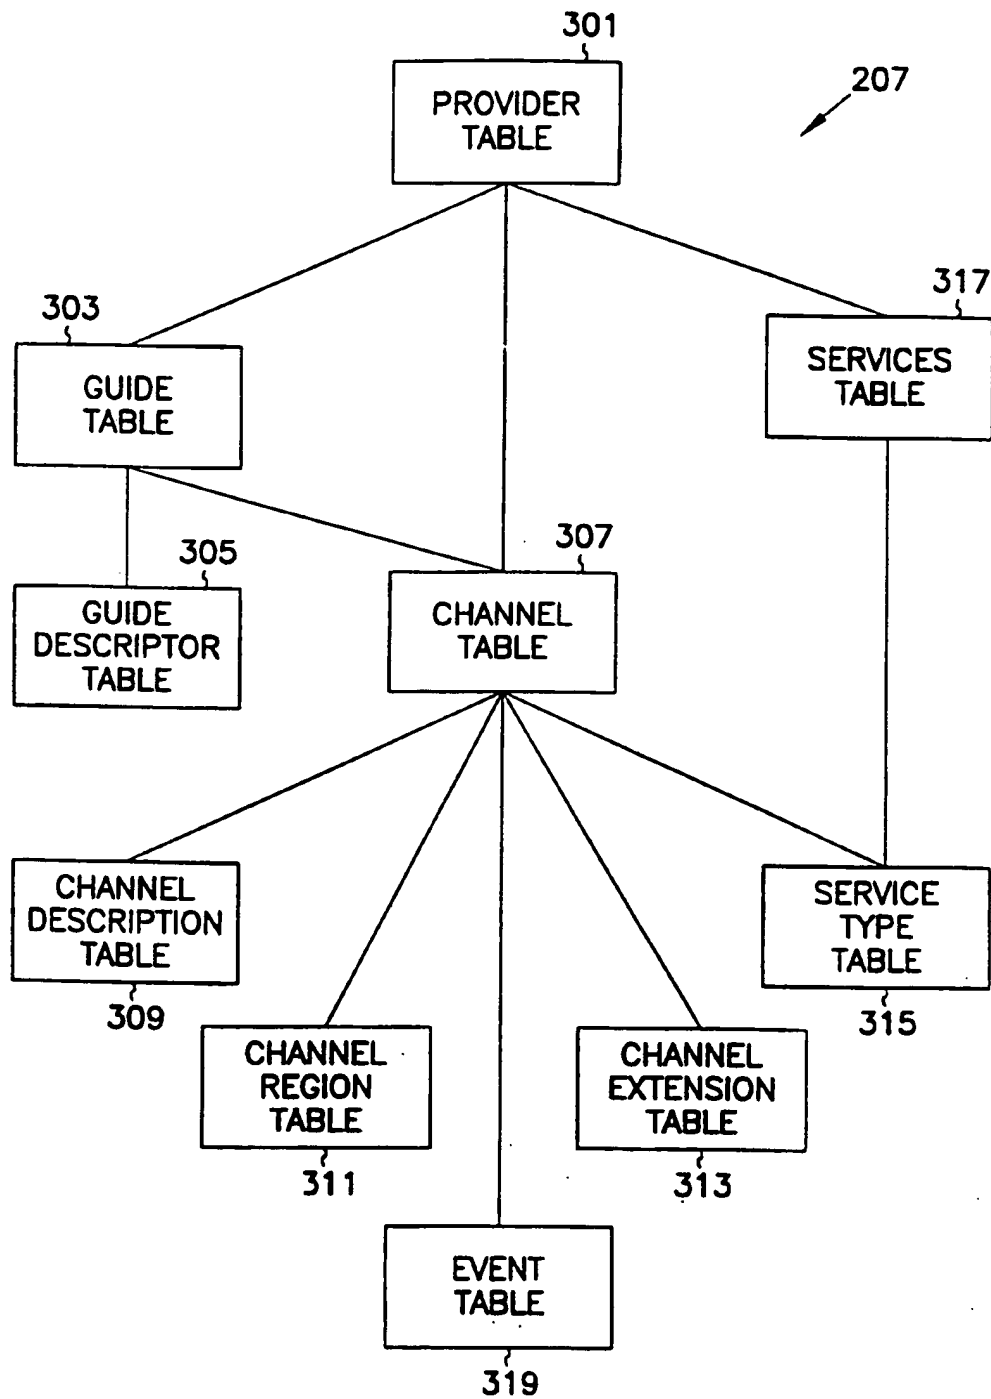 301
PROVIDER
TABLE
207
303
GUIDE
TABLE
317
SERVICES
TABLE
305
GUIDE
DESCRIPTOR
TABLE
307
CHANNEL
TABLE
CHANNEL
DESCRIPTION
TABLE
309
SERVICE
TYPE
TABLE
315
CHANNEL
REGION
TABLE
311
CHANNEL
EXTENSION
TABLE
313
EVENT
TABLE
319